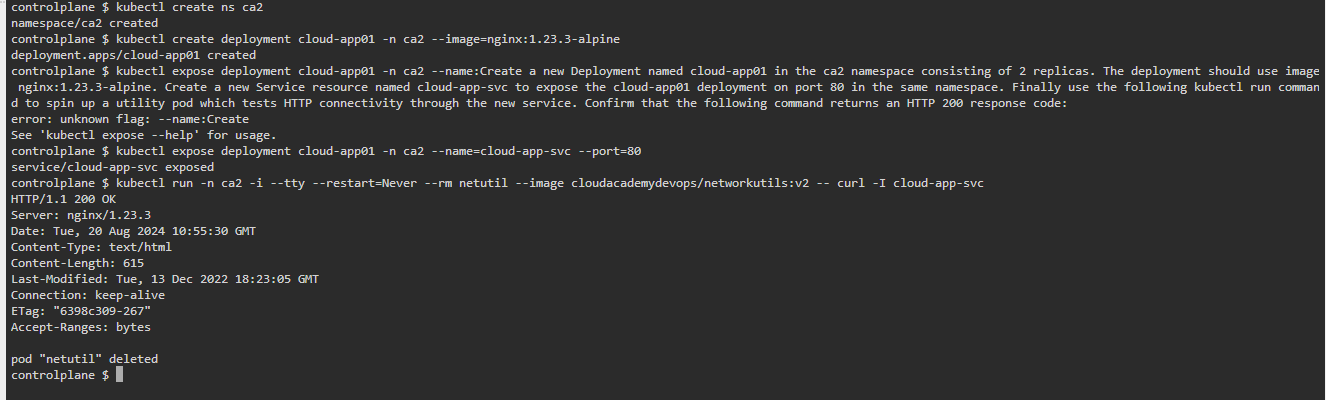 controlplane $ kubectl create ns ca2
namespace/ca2 created
controlplane $ kubectl create deployment cloud-app01 -n ca2 --image=nginx:1.23.3-alpine
deployment.apps/cloud-app01 created
controlplane $ kubectl expose deployment cloud-app01 -n ca2 --name:Create a new Deployment named cloud-app01 in the ca2 namespace consisting of 2 replicas. The deployment should use image
 nginx:1.23.3-alpine. Create a new Service resource named cloud-app-svc to expose the cloud-app01 deployment on port 80 in the same namespace. Finally use the following kubectl run comman
d to spin up a utility pod which tests HTTP connectivity through the new service. Confirm that the following command returns an HTTP 200 response code:
error: unknown flag: --name:Create
See 'kubectl expose --help' for usage.
controlplane $ kubectl expose deployment cloud-app01 -n ca2 --name=cloud-app-svc --port=80
service/cloud-app-svc exposed
controlplane $ kubectl run -n ca2 -i --tty --restart=Never --rm netutil --image cloudacademydevops/networkutils:v2 -- curl -I cloud-app-svc
HTTP/1.1 200 OK
Server: nginx/1.23.3
Date: Tue, 20 Aug 2024 10:55:30 GMT
Content-Type: text/html
Content-Length: 615
Last-Modified: Tue, 13 Dec 2022 18:23:05 GMT
Connection: keep-alive
ETag: "6398c309-267"
Accept-Ranges: bytes
pod "netutil" deleted
controlplane $